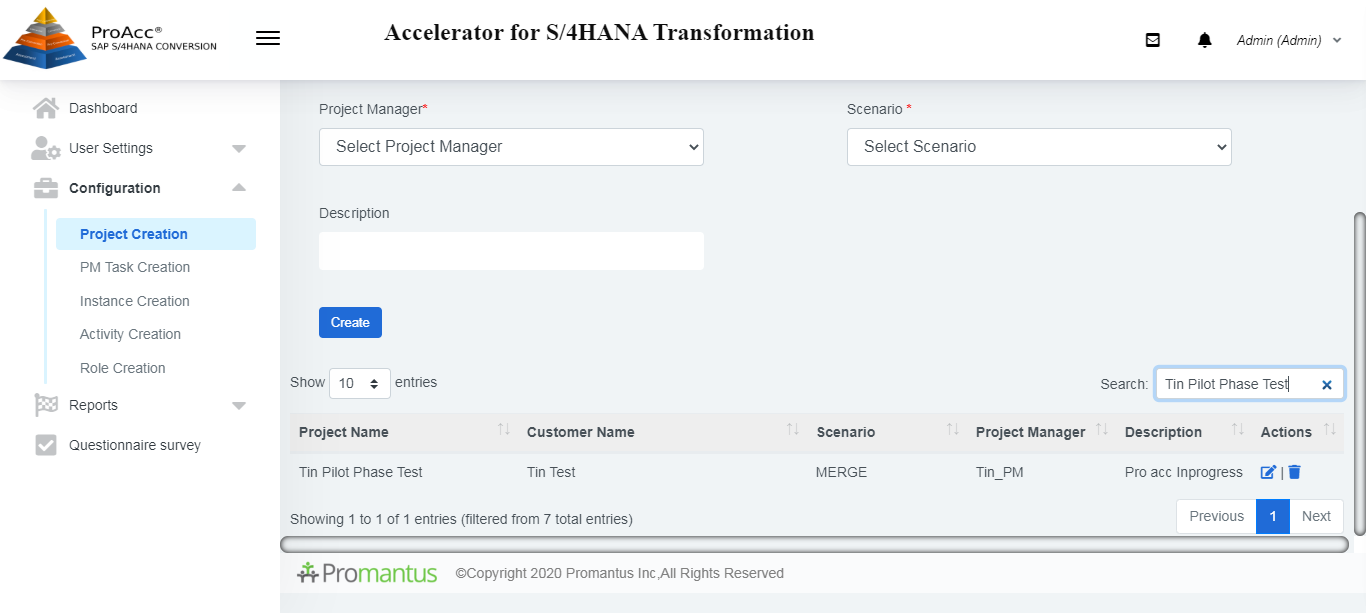 ProAcc®
SAP S/4HANA CONVERSION
Accelerator for S/4HANA Transformation
Admin (Admin)
Dashboard
User Settings
Configuration
Project Creation
PM Task Creation
Instance Creation
Activity Creation
Role Creation
Reports
Questionnaire survey
Project Manager*
Scenario *
Select Project Manager
Select Scenario
Description
Create
Show 10 entries
Search: Tin Pilot Phase Test
Project Name Customer Name Scenario Project Manager Description Actions
Tin Pilot Phase Test Tin Test MERGE Tin_PM Pro acc Inprogress |
Showing 1 to 1 of 1 entries (filtered from 7 total entries)
Previous 1 Next
Promantus ©Copyright 2020 Promantus Inc,All Rights Reserved